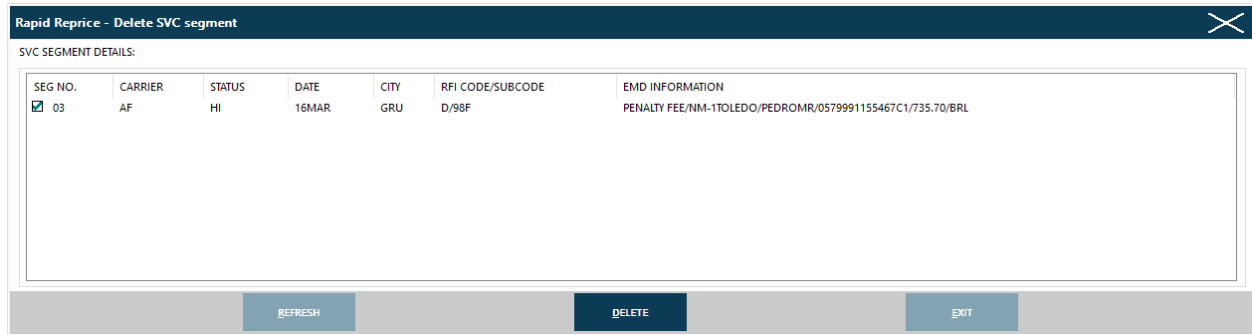 Rapid Reprice - Delete SVC segment
SVC SEGMENT DETAILS:
SEG NO. CARRIER STATUS DATE CITY RFI CODE/SUBCODE EMD INFORMATION
03 AF HI 16MAR GRU D/98F PENALTY FEE/NM-1TOLEDO/PEDROMR/0579991155467C1/735.70/BRL
REFRESH DELETE EXIT